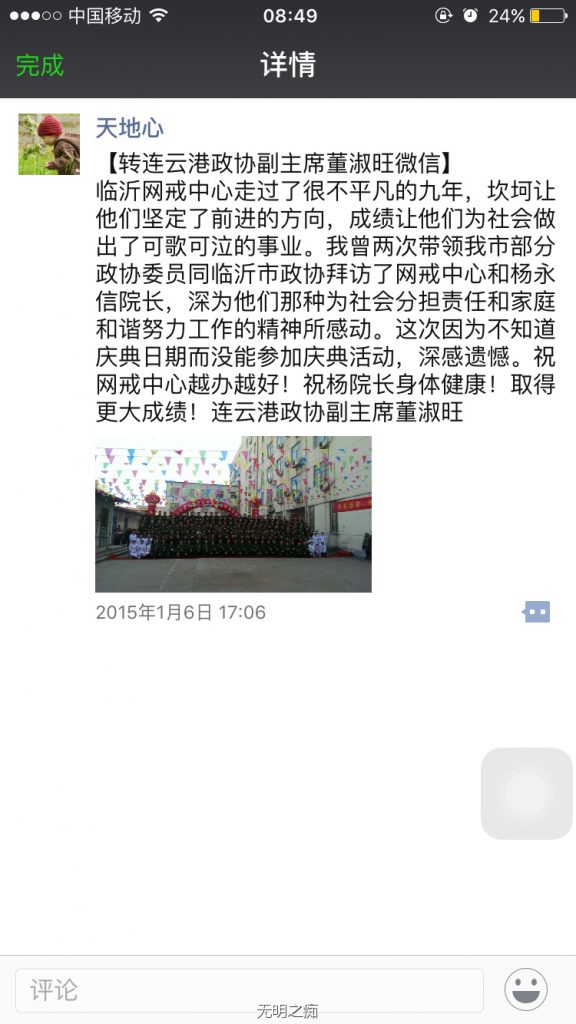 中国移动 08:49 24%
完成 详情
天地心
【转连云港政协副主席董淑旺微信】
临沂网戒中心走过了很不平凡的九年，坎坷让
他们坚定了前进的方向，成绩让他们为社会做
出了可歌可泣的事业。我曾两次带领我市部分
政协委员同临沂市政协拜访了网戒中心和杨永
信院长，深为他们那种为社会分担责任和家庭
和谐努力工作的精神所感动。这次因为不知道
庆典日期而没能参加庆典活动，深感遗憾。祝
网戒中心越办越好！祝杨院长身体健康！取得
更大成绩！连云港政协副主席董淑旺
2015年1月6日 17:06
评论
无明之痴